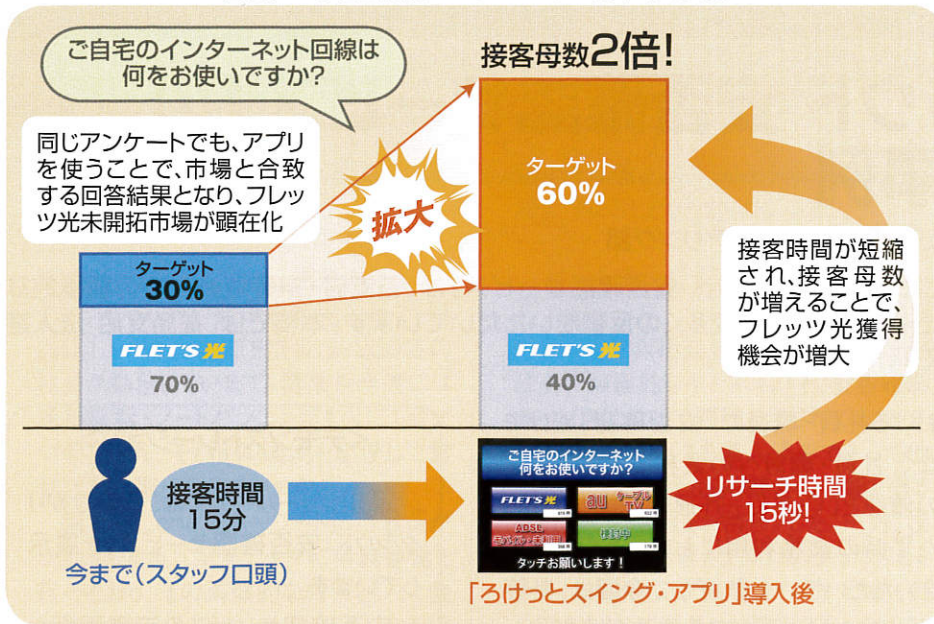 ご自宅のインターネット回線は
何をお使いですか?
接客母数2倍!
同じアンケートでも、アプリ
を使うことで、市場と合致
する回答結果となり、フレッ
ツ光未開拓市場が顕在化
拡大
ターゲット
60%
ターゲット
30%
接客時間が短縮
され、接客母数
が増えることで、
フレッツ光獲得
機会が増大
FLET'S光
70%
FLET'S光
40%
接客時間
15分
ご自宅のインターネット
何をお使いですか?
FLET'S光
au ケーブル
TV
ADSL
検討中
タッチお願いします!
リサーチ時間
15秒!
今まで(スタッフ口頭)
「ろけっとスイング・アプリ」導入後